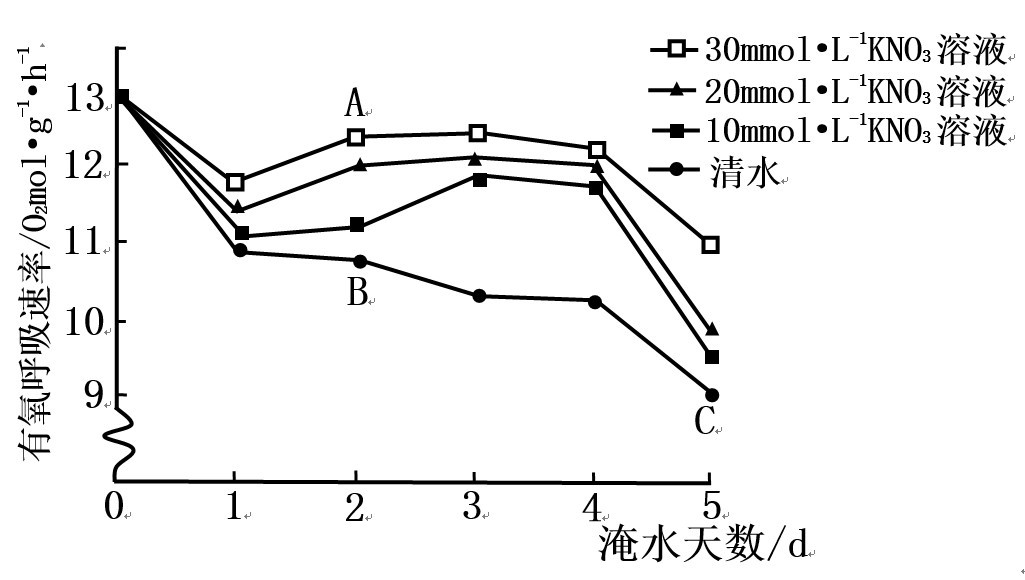 有氧呼吸速率/O₂mol•g⁻¹•h⁻¹
13
12
11
10
9
0 1 2 3 4 5
淹水天数/d
A
B
C
30mmol•L⁻¹KNO₃溶液
20mmol•L⁻¹KNO₃溶液
10mmol•L⁻¹KNO₃溶液
清水